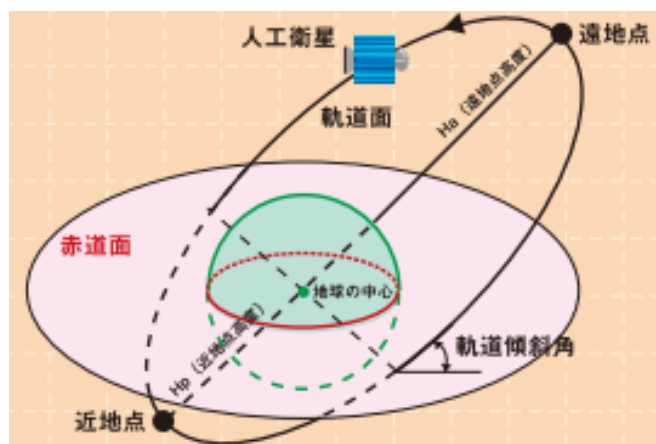 人工衛星
遠地点
軌道面
Ha（遠地点高度）
赤道面
地球の中心
Hp（近地点高度）
軌道傾斜角
近地点